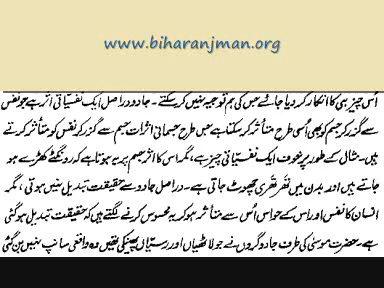 www.biharanjman.org
اُس چیز ہی کا انکار کر دیا جائے جس کی ہم توجیہ نہیں کر سکتے۔ جادو دراصل ایک نفسیاتی اثر ہے جو نفس
سے گزر کر جسم کو بھی اُسی طرح متاثر کر سکتا ہے جس طرح جسمانی اثرات جسم سے گزر کر نفس کو متاثر کرتے
ہیں۔ مثال کے طور پر خوف ایک نفسیاتی چیز ہے، مگر اس کا اثر جسم پر یہ ہوتا ہے کہ رونگٹے کھڑے ہو
جاتے ہیں اور بدن میں تھر تھری چھوٹ جاتی ہے۔ دراصل جادو سے حقیقت تبدیل نہیں ہوتی، مگر
انسان کا نفس اور اس کے حواس اُس سے متاثر ہو کر یہ محسوس کرنے لگتے ہیں کہ حقیقت تبدیل ہو گئی
ہے۔ حضرت موسیٰ کی طرف جادوگروں نے جو لاٹھیاں اور رسیاں پھینکی تھیں وہ واقعی سانپ نہیں بن گئی